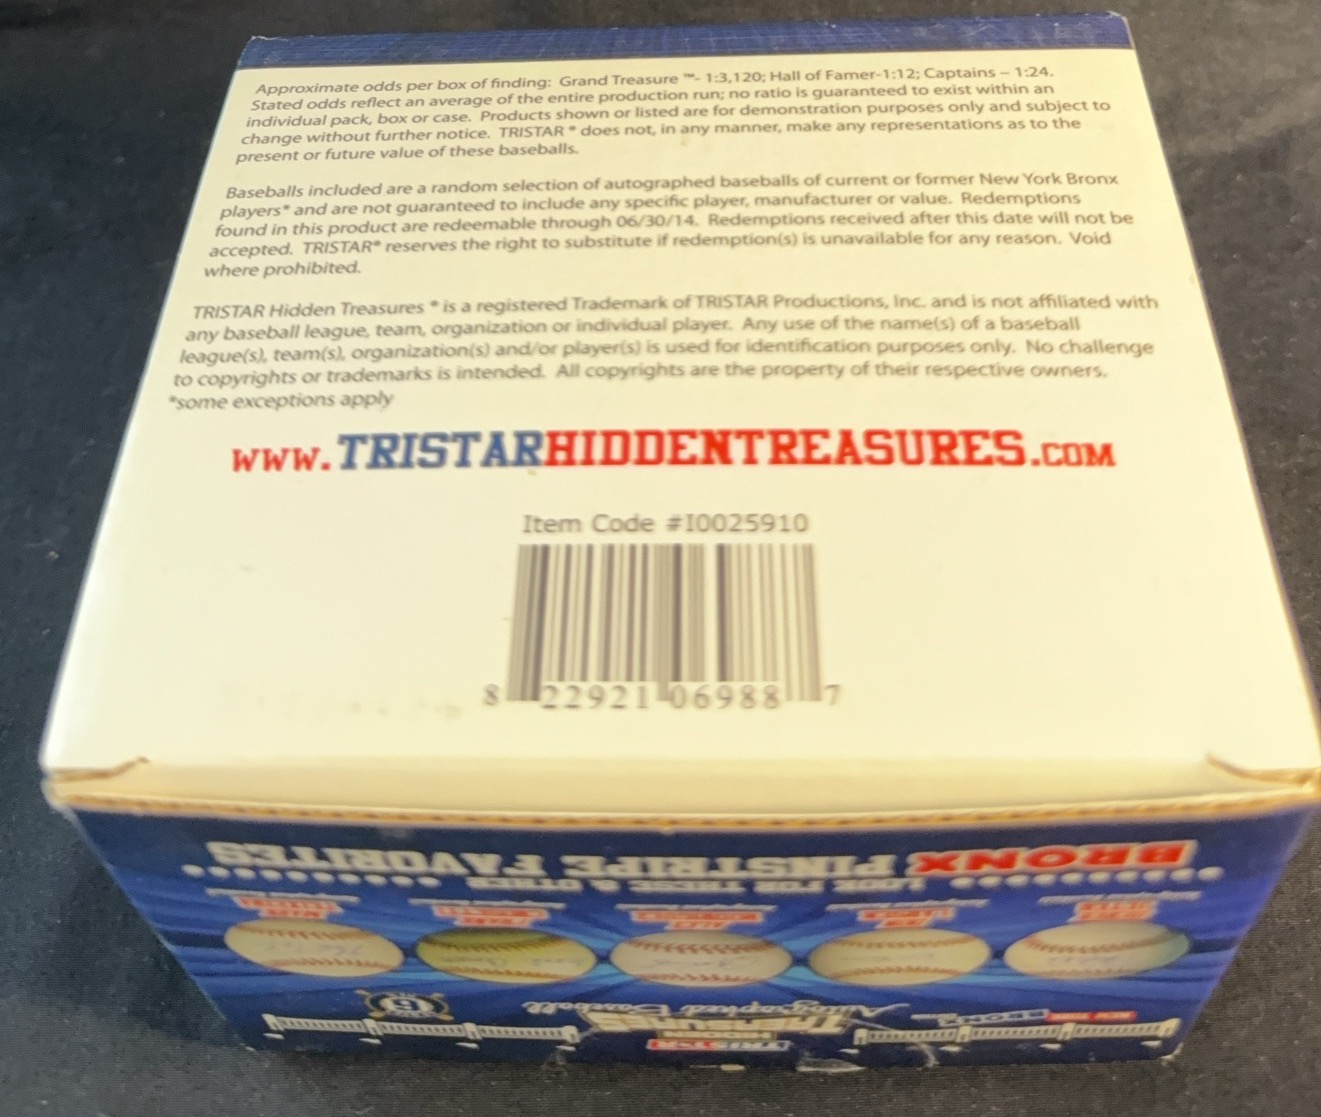 Approximate odds per box of finding: Grand Treasure ™- 1:3,120; Hall of Famer-1:12; Captains – 1:24.
Stated odds reflect an average of the entire production run; no ratio is guaranteed to exist within an
individual pack, box or case. Products shown or listed are for demonstration purposes only and subject to
change without further notice. TRISTAR ® does not, in any manner, make any representations as to the
present or future value of these baseballs.
Baseballs included are a random selection of autographed baseballs of current or former New York Bronx
players* and are not guaranteed to include any specific player, manufacturer or value. Redemptions
found in this product are redeemable through 06/30/14. Redemptions received after this date will not be
accepted. TRISTAR® reserves the right to substitute if redemption(s) is unavailable for any reason. Void
where prohibited.
TRISTAR Hidden Treasures ® is a registered Trademark of TRISTAR Productions, Inc. and is not affiliated with
any baseball league, team, organization or individual player. Any use of the name(s) of a baseball
league(s), team(s), organization(s) and/or player(s) is used for identification purposes only. No challenge
to copyrights or trademarks is intended. All copyrights are the property of their respective owners.
*some exceptions apply
WWW.TRISTARHIDDENTREASURES.COM
Item Code #I0025910
8 22921 06988 7
BRONX PINSTRIPE FAVORITES
LOOK FOR THESE & OTHER
Autographed Baseball
TREASURES
HIDDEN
TRISTAR
NEW YORK
BRONX